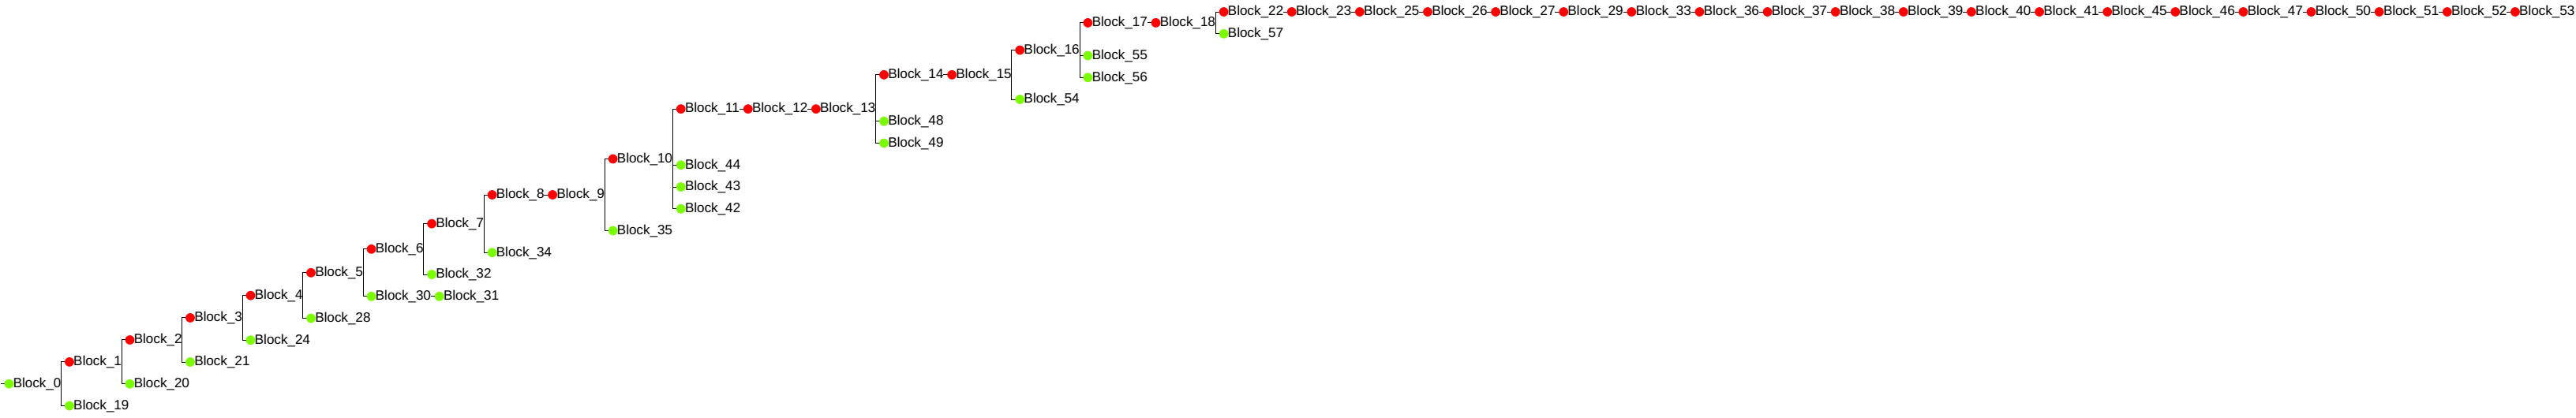 Block_22 Block_23 Block_25 Block_26 Block_27 Block_29 Block_33 Block_36 Block_37 Block_38 Block_39 Block_40 Block_41 Block_45 Block_46 Block_47 Block_50 Block_51 Block_52 Block_53
Block_17 Block_18
Block_57
Block_16
Block_55
Block_14 Block_15
Block_56
Block_54
Block_11 Block_12 Block_13
Block_48
Block_49
Block_10
Block_44
Block_43
Block_8 Block_9
Block_42
Block_7
Block_35
Block_6
Block_34
Block_5
Block_32
Block_4
Block_30 Block_31
Block_3
Block_28
Block_2
Block_24
Block_1
Block_21
Block_0
Block_20
Block_19